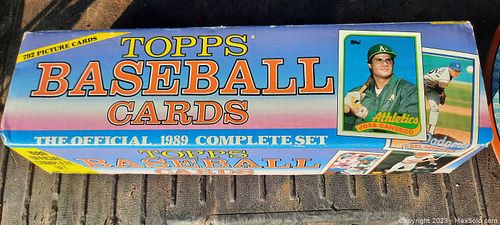 792 PICTURE CARDS
TOPPS
BASEBALL
CARDS
THE OFFICIAL 1989 COMPLETE SET
Topps
Athletics
JOSE CANSECO
Dodgers
TOPPS
BASEBALL
CARDS
Copyright 2023 - MaxSold.com